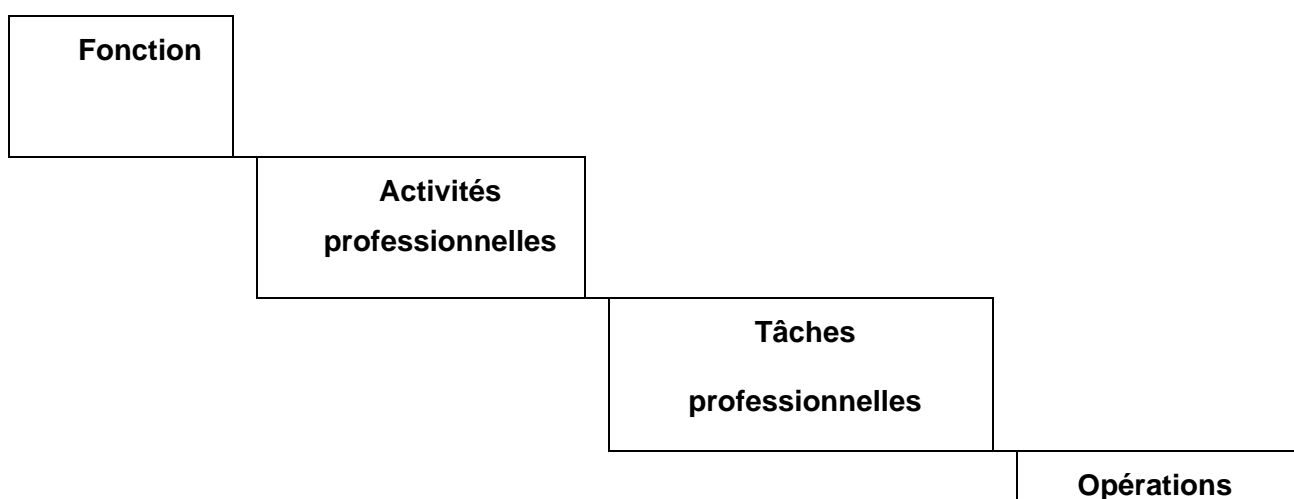 Fonction
Activités
professionnelles
Tâches
professionnelles
Opérations